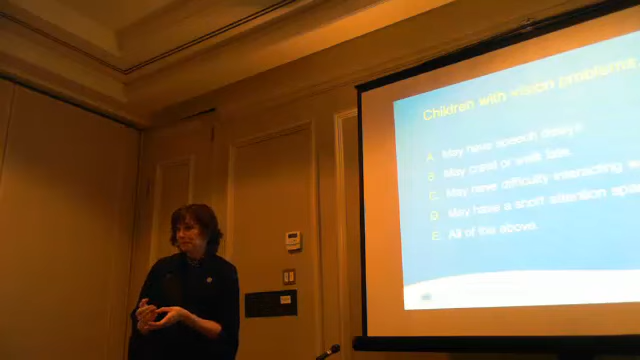 Children with vision problems
A. May have speech delays.
B. May crawl or walk late.
C. May have difficulty interacting
D. May have a short attention span
E. All of the above.